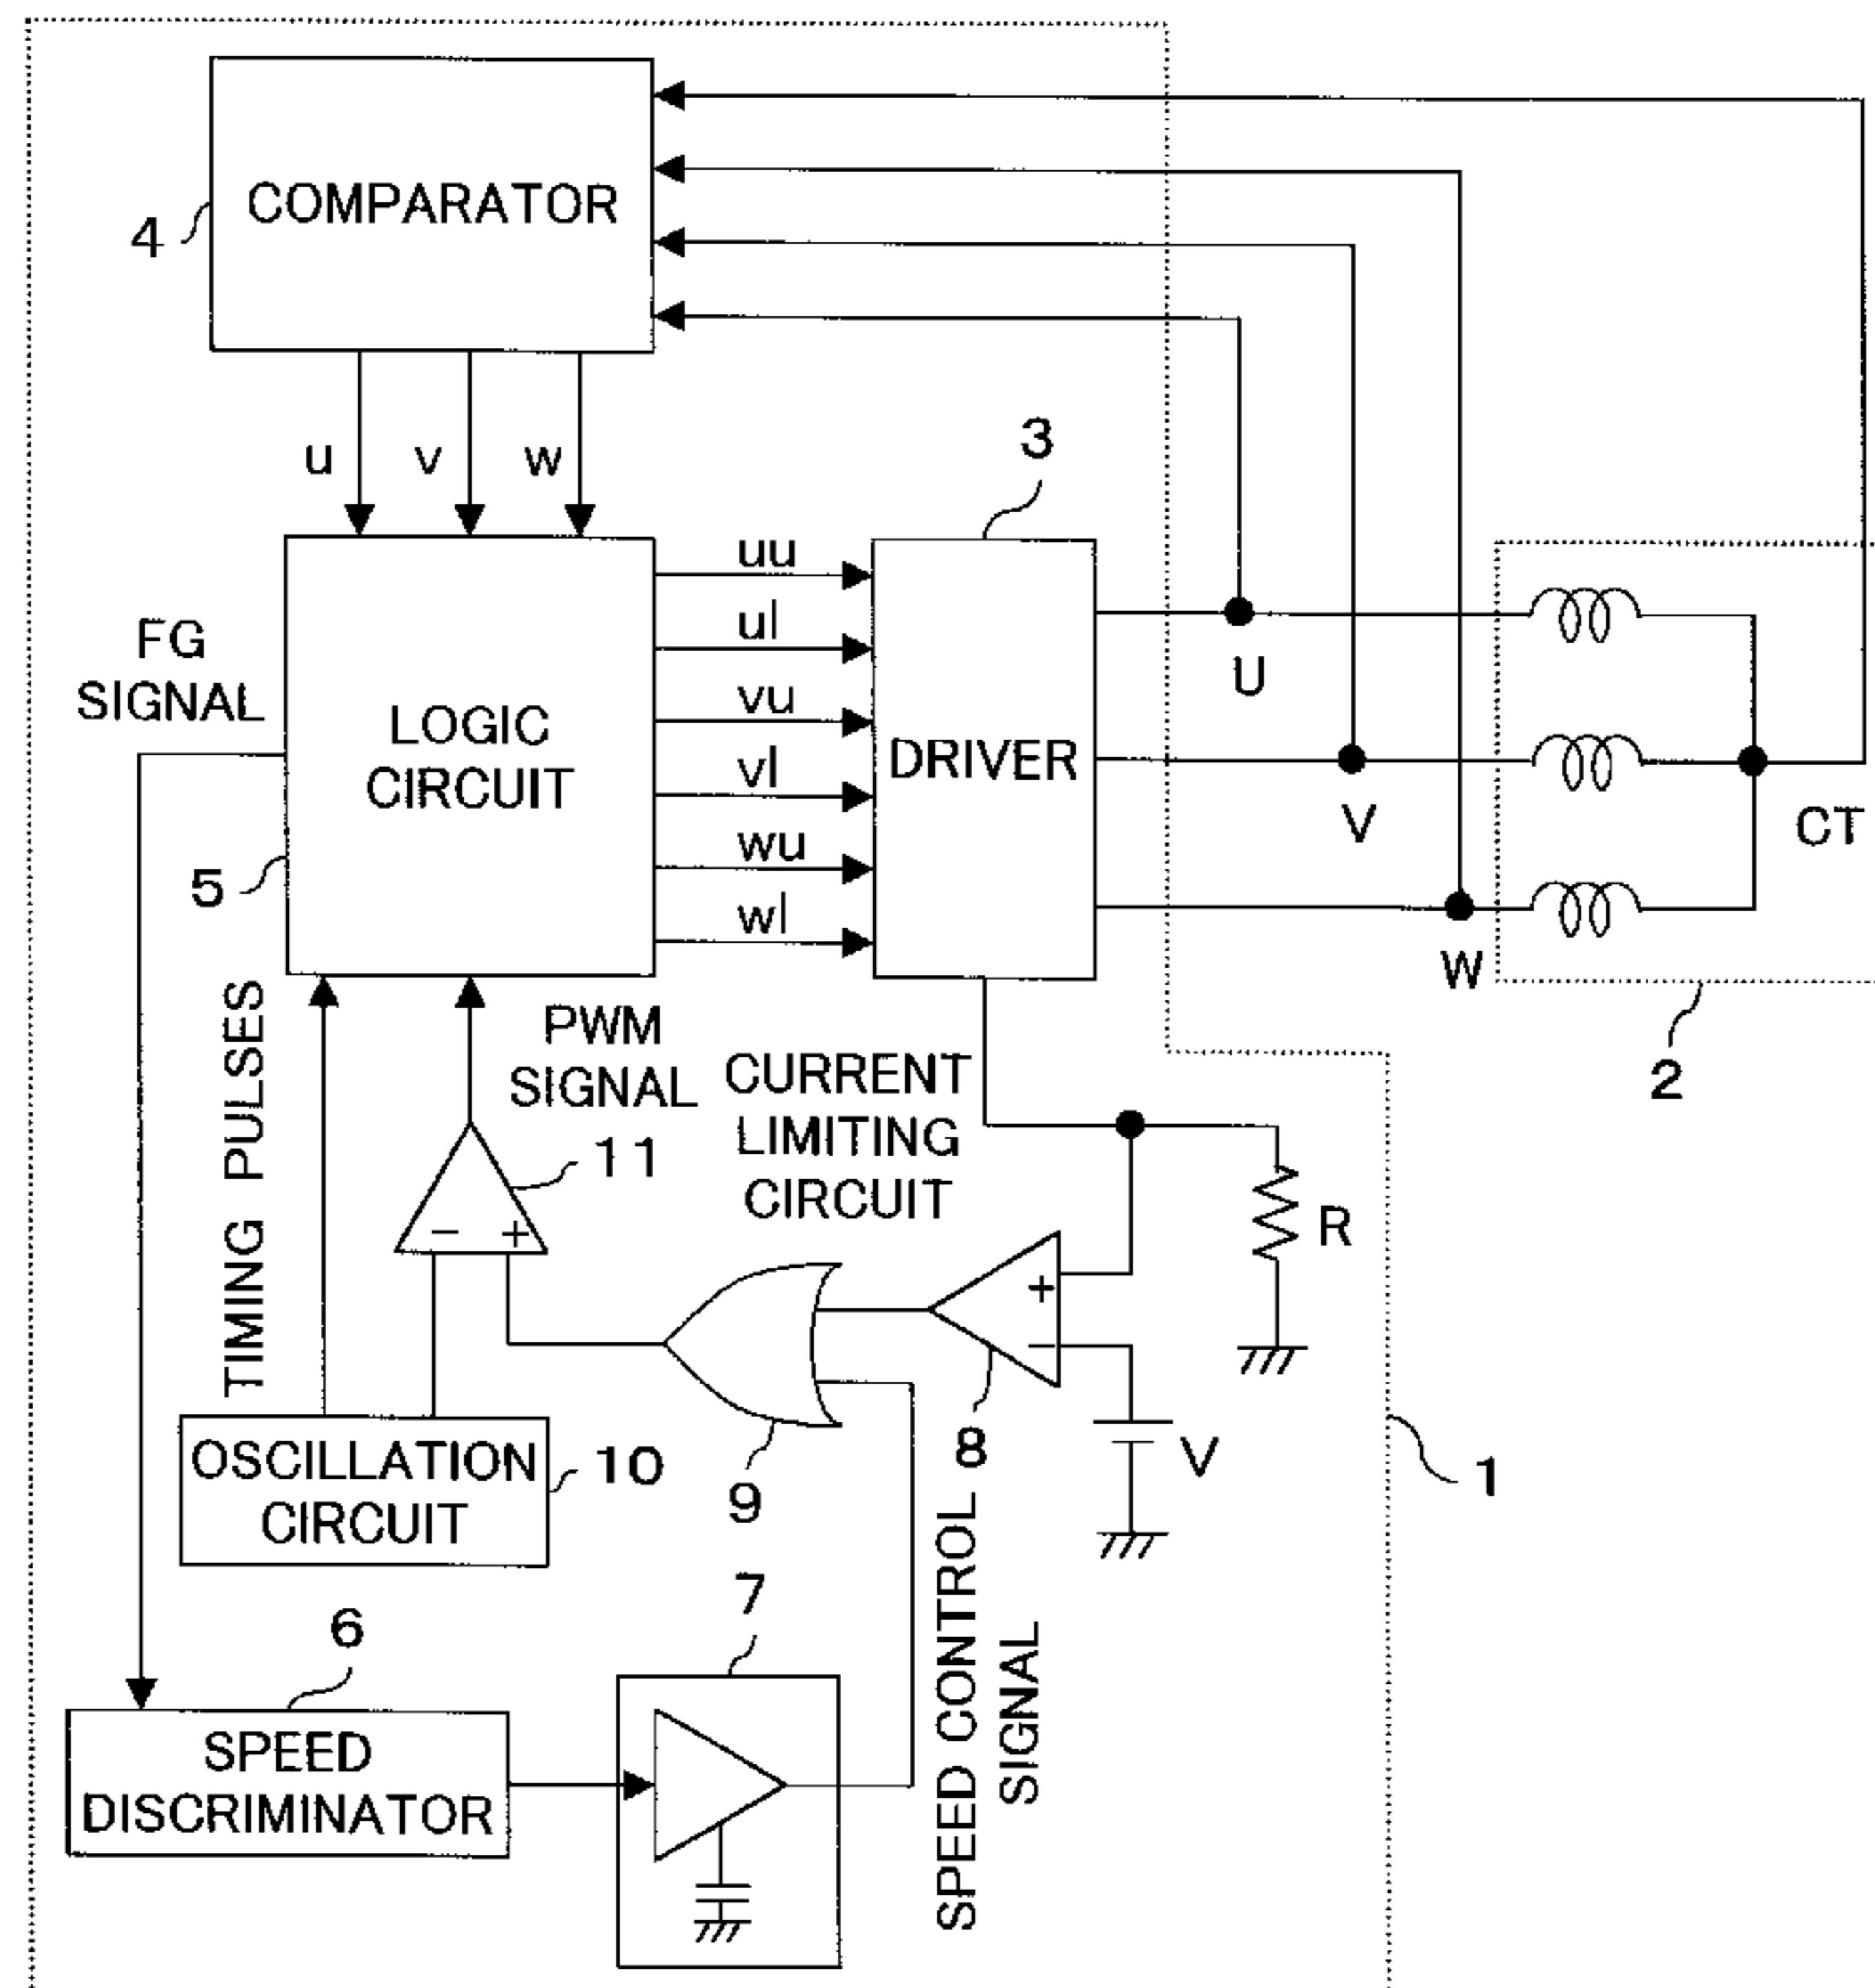 COMPARATOR
4
u
v
w
3
FG
SIGNAL
LOGIC
CIRCUIT
5
uu
ul
vu
vl
wu
wl
DRIVER
U
V
W
CT
2
TIMING PULSES
PWM
SIGNAL
11
- +
CURRENT
LIMITING
CIRCUIT
R
+
-
8
V
9
1
OSCILLATION
CIRCUIT
10
6
SPEED
DISCRIMINATOR
7
SPEED CONTROL
SIGNAL